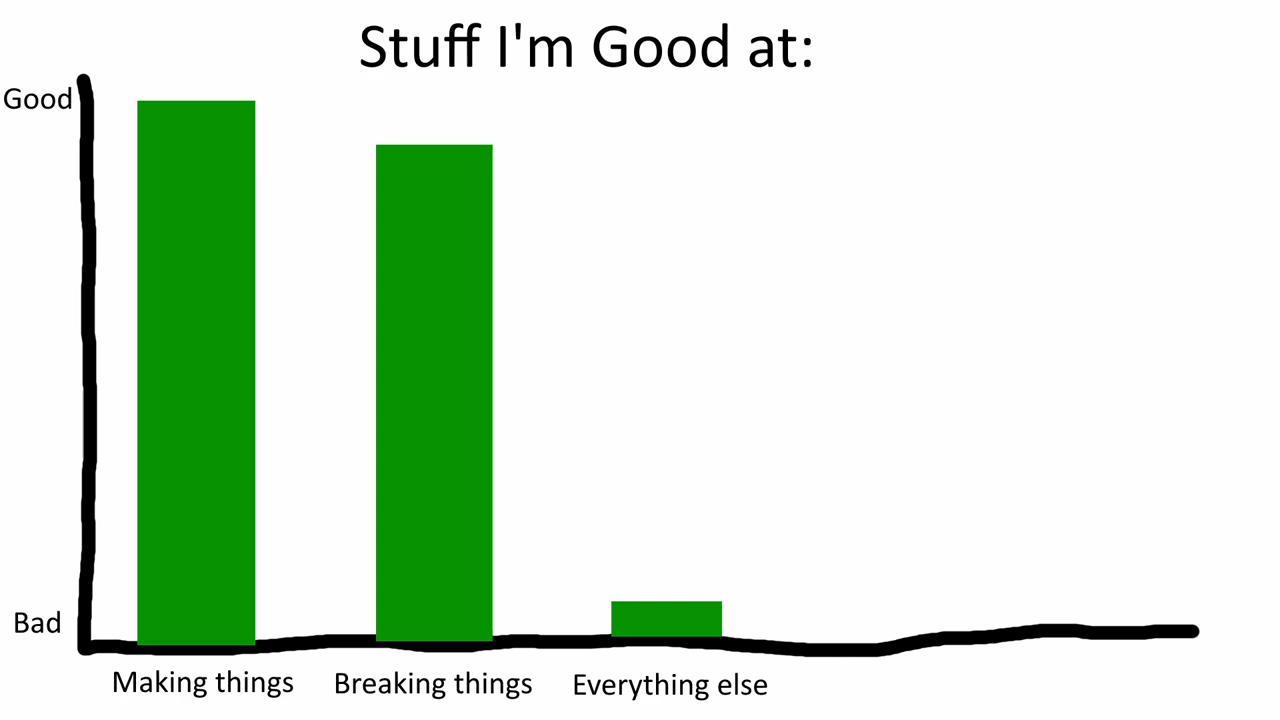 Stuff I'm Good at:
Good
Bad
Making things
Breaking things
Everything else